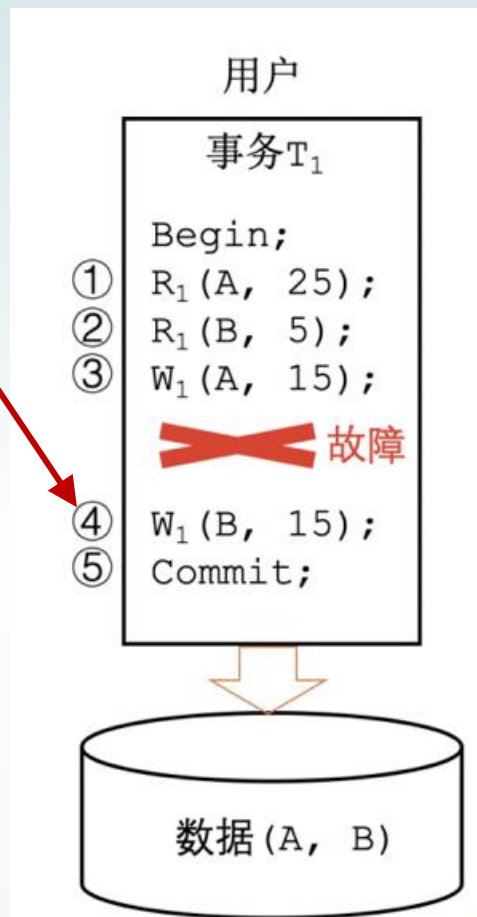 用户
事务T₁
Begin;
① R₁(A, 25);
② R₁(B, 5);
③ W₁(A, 15);
故障
④ W₁(B, 15);
⑤ Commit;
数据(A, B)